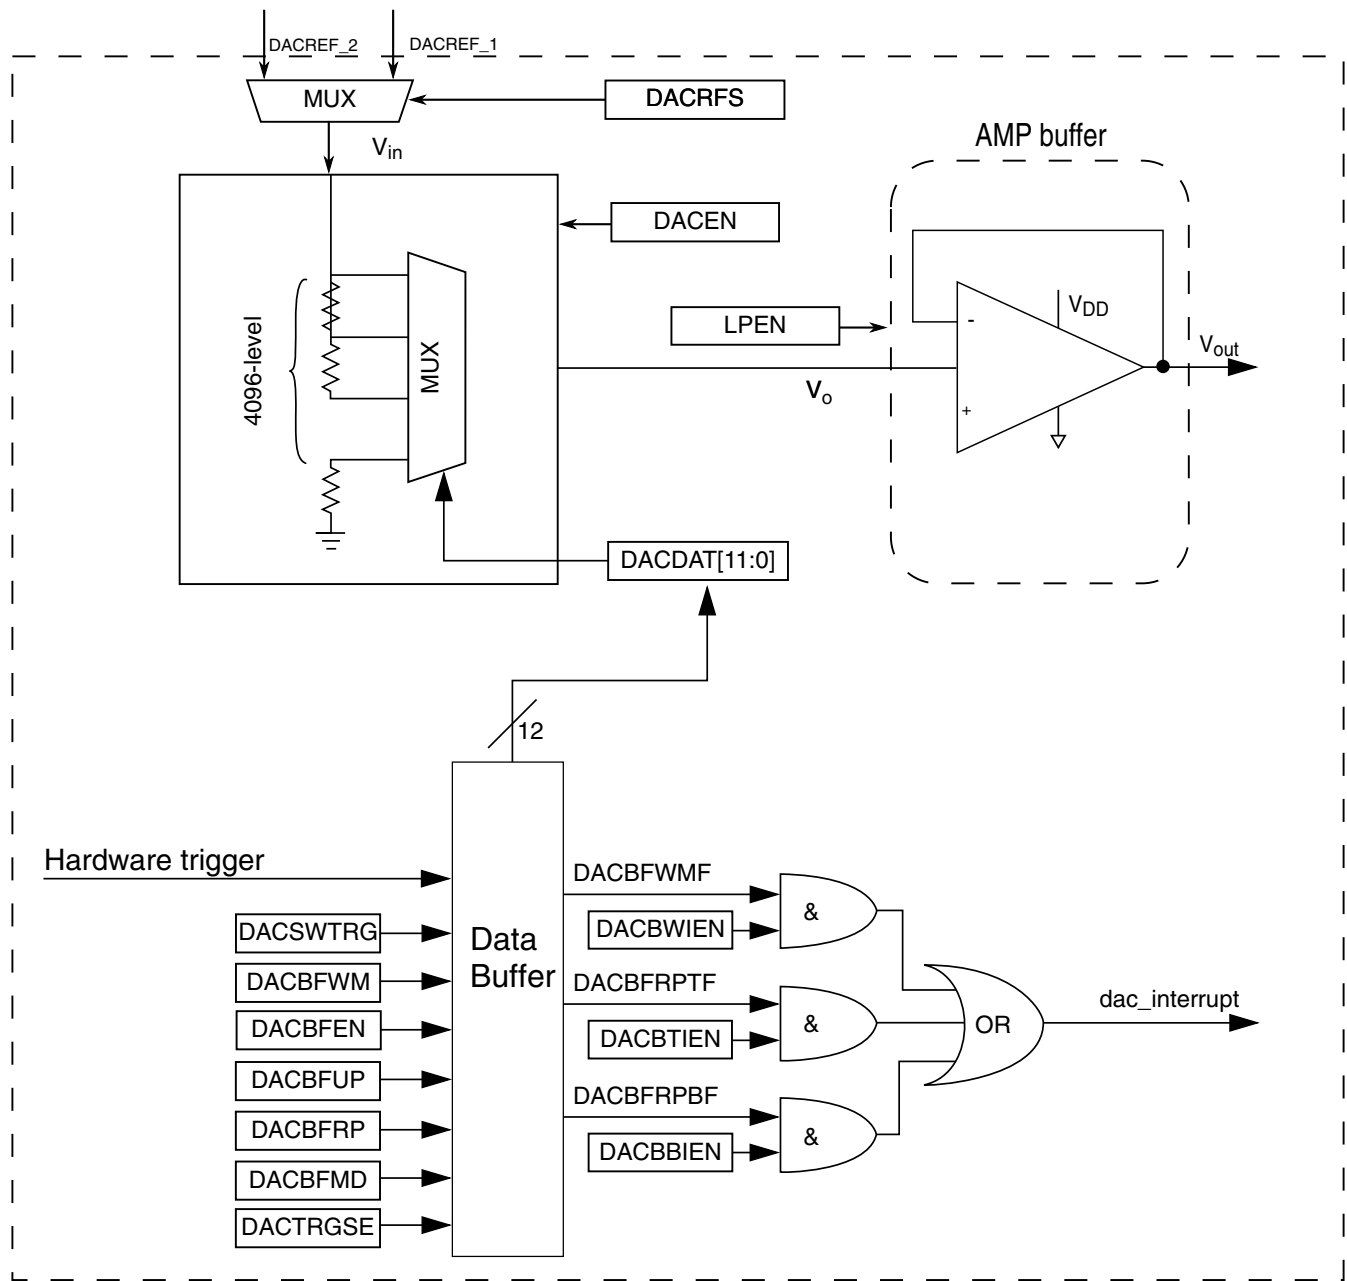 DACREF_2
DACREF_1
MUX
DACRFS
Vin
AMP buffer
DACEN
LPEN
4096-level
MUX
-
VDD
Vout
Vo
+
DACDAT[11:0]
12
Hardware trigger
DACSWTRG
DACBFWM
DACBFEN
DACBFUP
DACBFRP
DACBFMD
DACTRGSE
Data
Buffer
DACBFWMF
DACBWIEN
&
DACBFRPTF
DACBTIEN
&
DACBFRPBF
DACBBIEN
&
OR
dac_interrupt